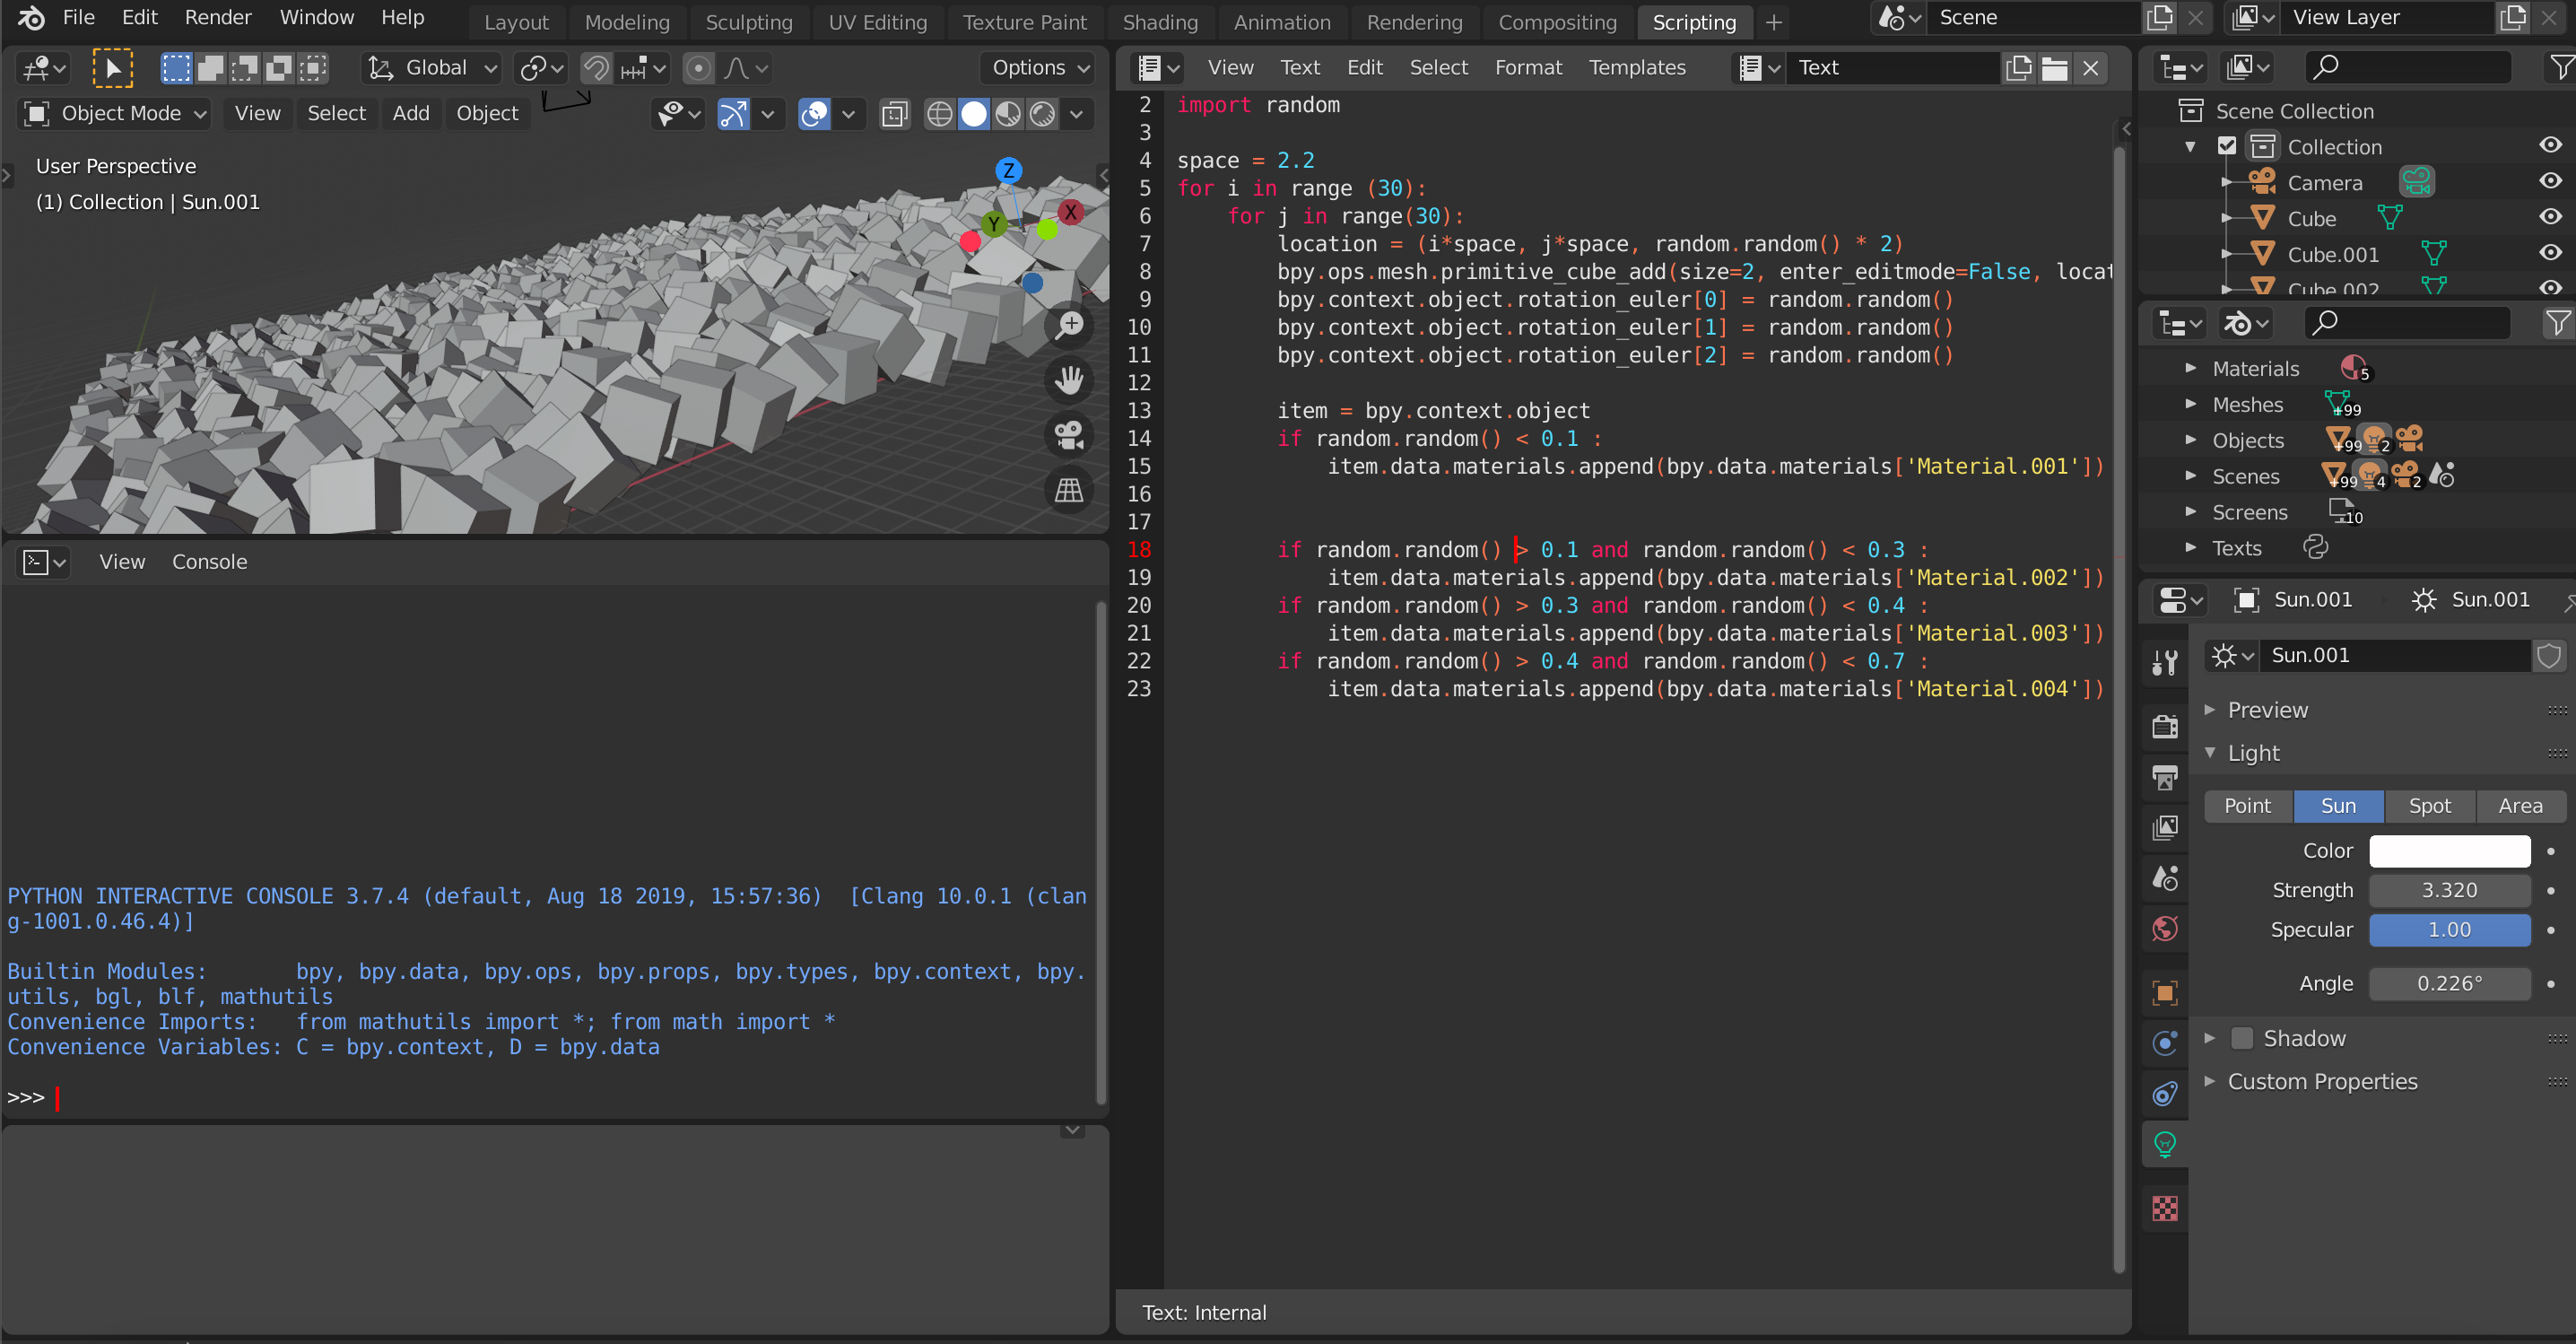 File Edit Render Window Help
Layout Modeling Sculpting UV Editing Texture Paint Shading Animation Rendering Compositing Scripting +
Scene
View Layer
Global
Options
Object Mode View Select Add Object
User Perspective
(1) Collection | Sun.001
Z
Y
X
View Console
PYTHON INTERACTIVE CONSOLE 3.7.4 (default, Aug 18 2019, 15:57:36)  [Clang 10.0.1 (clan
g-1001.0.46.4)]
Builtin Modules:       bpy, bpy.data, bpy.ops, bpy.props, bpy.types, bpy.context, bpy.
utils, bgl, blf, mathutils
Convenience Imports:   from mathutils import *; from math import *
Convenience Variables: C = bpy.context, D = bpy.data
>>>
View Text Edit Select Format Templates
Text
2 import random
3
4 space = 2.2
5 for i in range (30):
6     for j in range(30):
7         location = (i*space, j*space, random.random() * 2)
8         bpy.ops.mesh.primitive_cube_add(size=2, enter_editmode=False, locat
9         bpy.context.object.rotation_euler[0] = random.random()
10         bpy.context.object.rotation_euler[1] = random.random()
11         bpy.context.object.rotation_euler[2] = random.random()
12
13         item = bpy.context.object
14         if random.random() < 0.1 :
15             item.data.materials.append(bpy.data.materials['Material.001'])
16
17
18         if random.random() > 0.1 and random.random() < 0.3 :
19             item.data.materials.append(bpy.data.materials['Material.002'])
20         if random.random() > 0.3 and random.random() < 0.4 :
21             item.data.materials.append(bpy.data.materials['Material.003'])
22         if random.random() > 0.4 and random.random() < 0.7 :
23             item.data.materials.append(bpy.data.materials['Material.004'])
Text: Internal
Scene Collection
Collection
Camera
Cube
Cube.001
Cube.002
Materials 5
Meshes +99
Objects +99 2
Scenes +99 4 2
Screens 10
Texts
Sun.001 Sun.001
Sun.001
Preview
Light
Point Sun Spot Area
Color
Strength 3.320
Specular 1.00
Angle 0.226°
Shadow
Custom Properties